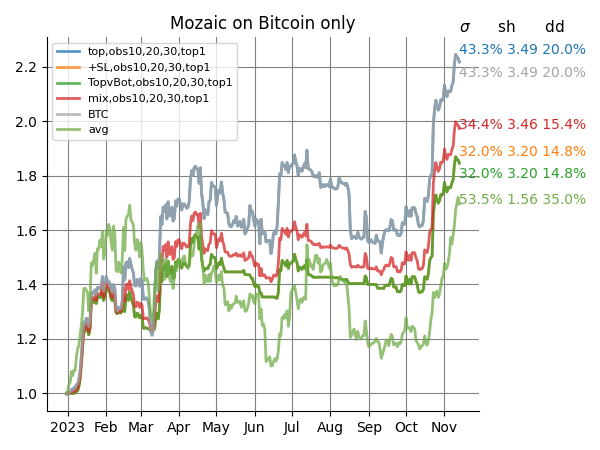 Mozaic on Bitcoin only
σ sh dd
top,obs10,20,30,top1
+SL,obs10,20,30,top1
TopvBot,obs10,20,30,top1
mix,obs10,20,30,top1
BTC
avg
43.3% 3.49 20.0%
43.3% 3.49 20.0%
34.4% 3.46 15.4%
32.0% 3.20 14.8%
32.0% 3.20 14.8%
53.5% 1.56 35.0%
2.2
2.0
1.8
1.6
1.4
1.2
1.0
2023 Feb Mar Apr May Jun Jul Aug Sep Oct Nov